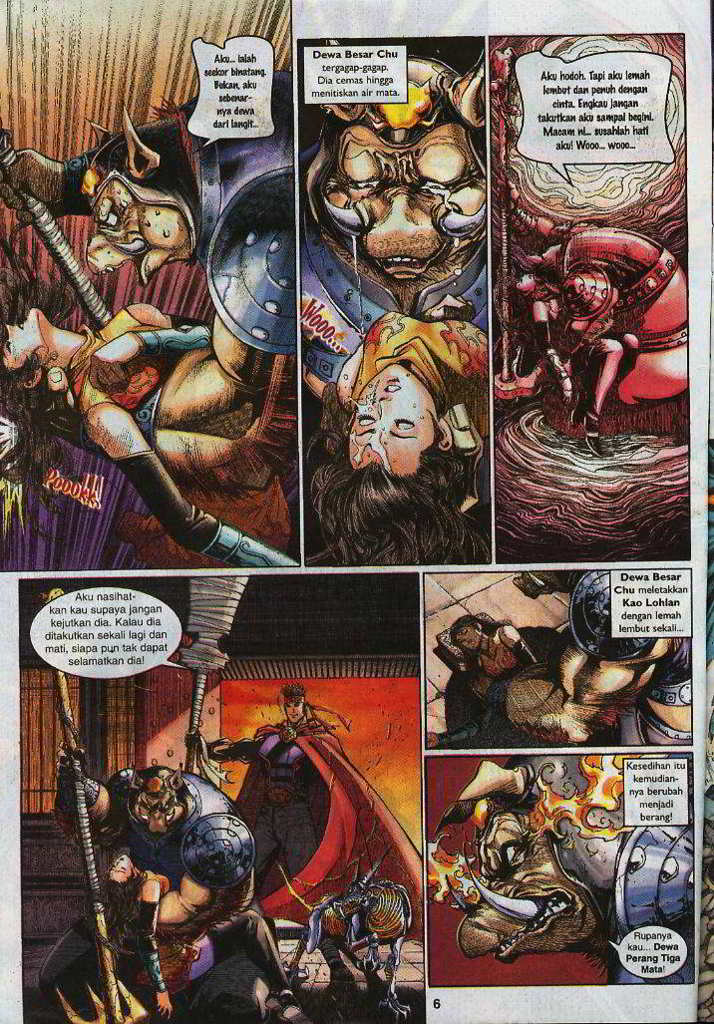 Aku... ialah
seekor binatang.
Bekan, aku
sebenar-
nya dewa
dari langit...
Dewa Besar Chu
tergagap-gagap.
Dia cemas hingga
menitiskan air mata.
Aku hodoh. Tapi aku lemah
lembut dan penuh dengan
cinta. Engkau jangan
takutkan aku sampai begini.
Macam ni... susahlah hati
aku! Wooo... wooo...
Wooo...
Poookk!!
Aku nasihat-
kan kau supaya jangan
kejutkan dia. Kalau dia
ditakutkan sekali lagi dan
mati, siapa pun tak dapat
selamatkan dia!
Dewa Besar
Chu meletakkan
Kao Lohlan
dengan lemah
lembut sekali...
Kesedihan itu
kemudian-
nya berubah
menjadi
berang!
Rupanya
kau... Dewa
Perang Tiga
Mata!
6